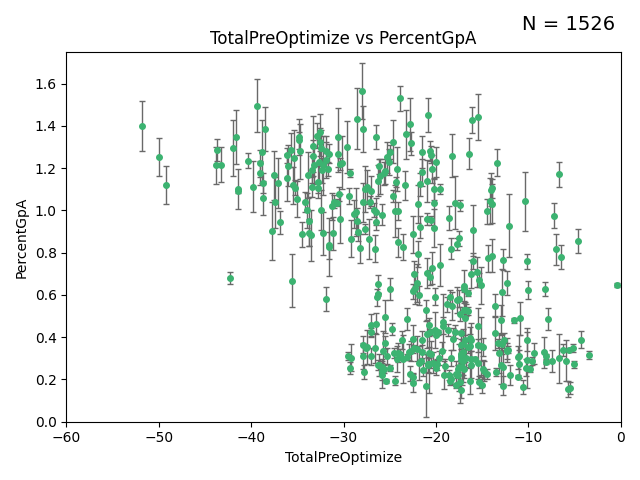 N = 1526
TotalPreOptimize vs PercentGpA
1.6
1.4
1.2
1.0
0.8
0.6
0.4
0.2
0.0
PercentGpA
−60 −50 −40 −30 −20 −10 0
TotalPreOptimize